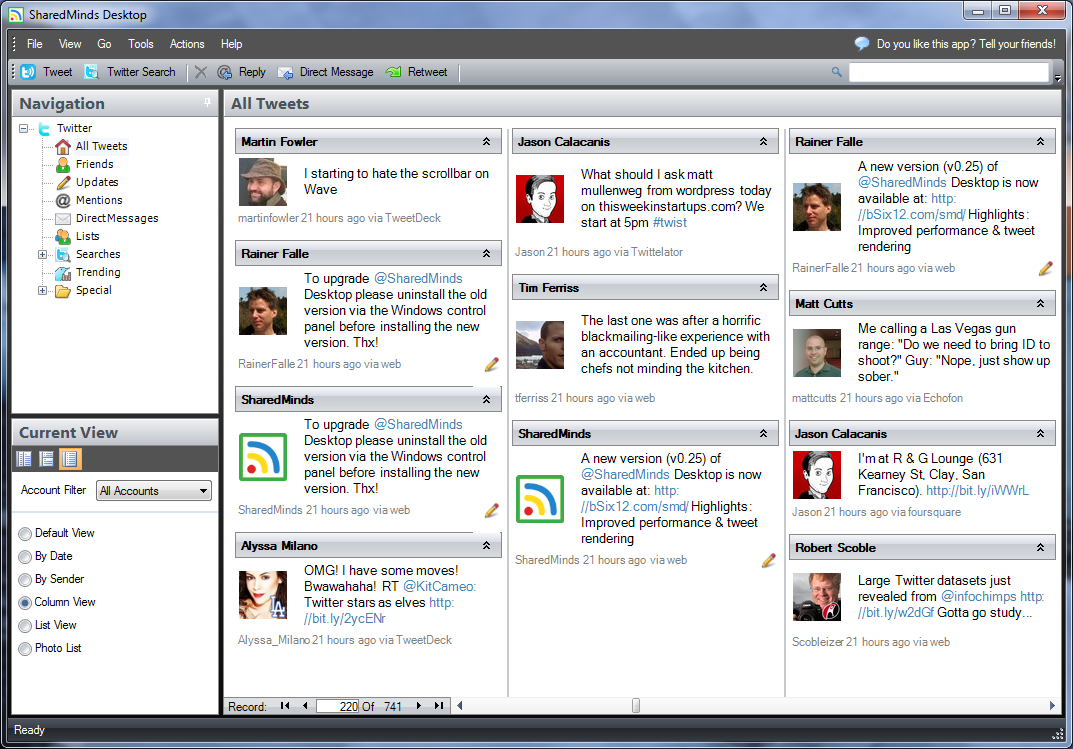 SharedMinds Desktop
File View Go Tools Actions Help
Do you like this app? Tell your friends!
Tweet Twitter Search Reply Direct Message Retweet
Navigation
Twitter
All Tweets
Friends
Updates
Mentions
DirectMessages
Lists
Searches
Trending
Special
Current View
Account Filter All Accounts
Default View
By Date
By Sender
Column View
List View
Photo List
All Tweets
Martin Fowler
I starting to hate the scrollbar on
Wave
martinfowler 21 hours ago via TweetDeck
Rainer Falle
To upgrade @SharedMinds
Desktop please uninstall the old
version via the Windows control
panel before installing the new
version. Thx!
RainerFalle 21 hours ago via web
SharedMinds
To upgrade @SharedMinds
Desktop please uninstall the old
version via the Windows control
panel before installing the new
version. Thx!
SharedMinds 21 hours ago via web
Alyssa Milano
OMG! I have some moves!
Bwawahaha! RT @KitCameo:
Twitter stars as elves http:
//bit.ly/2ycENr
Alyssa_Milano 21 hours ago via TweetDeck
Jason Calacanis
What should I ask matt
mullenweg from wordpress today
on thisweekinstartups.com? We
start at 5pm #twist
Jason 21 hours ago via Twittelator
Tim Ferriss
The last one was after a horrific
blackmailing-like experience with
an accountant. Ended up being
chefs not minding the kitchen.
tferriss 21 hours ago via web
SharedMinds
A new version (v0.25) of
@SharedMinds Desktop is now
available at: http:
//bSix12.com/smd/ Highlights:
Improved performance & tweet
rendering
SharedMinds 21 hours ago via web
Rainer Falle
A new version (v0.25) of
@SharedMinds Desktop is now
available at: http:
//bSix12.com/smd/ Highlights:
Improved performance & tweet
rendering
RainerFalle 21 hours ago via web
Matt Cutts
Me calling a Las Vegas gun
range: "Do we need to bring ID to
shoot?" Guy: "Nope, just show up
sober."
mattcutts 21 hours ago via Echofon
Jason Calacanis
I'm at R & G Lounge (631
Kearney St, Clay, San
Francisco). http://bit.ly/iWWrL
Jason 21 hours ago via foursquare
Robert Scoble
Large Twitter datasets just
revealed from @infochimps http:
//bit.ly/w2dGf Gotta go study...
Scobleizer 21 hours ago via web
Record: 220 Of 741
Ready